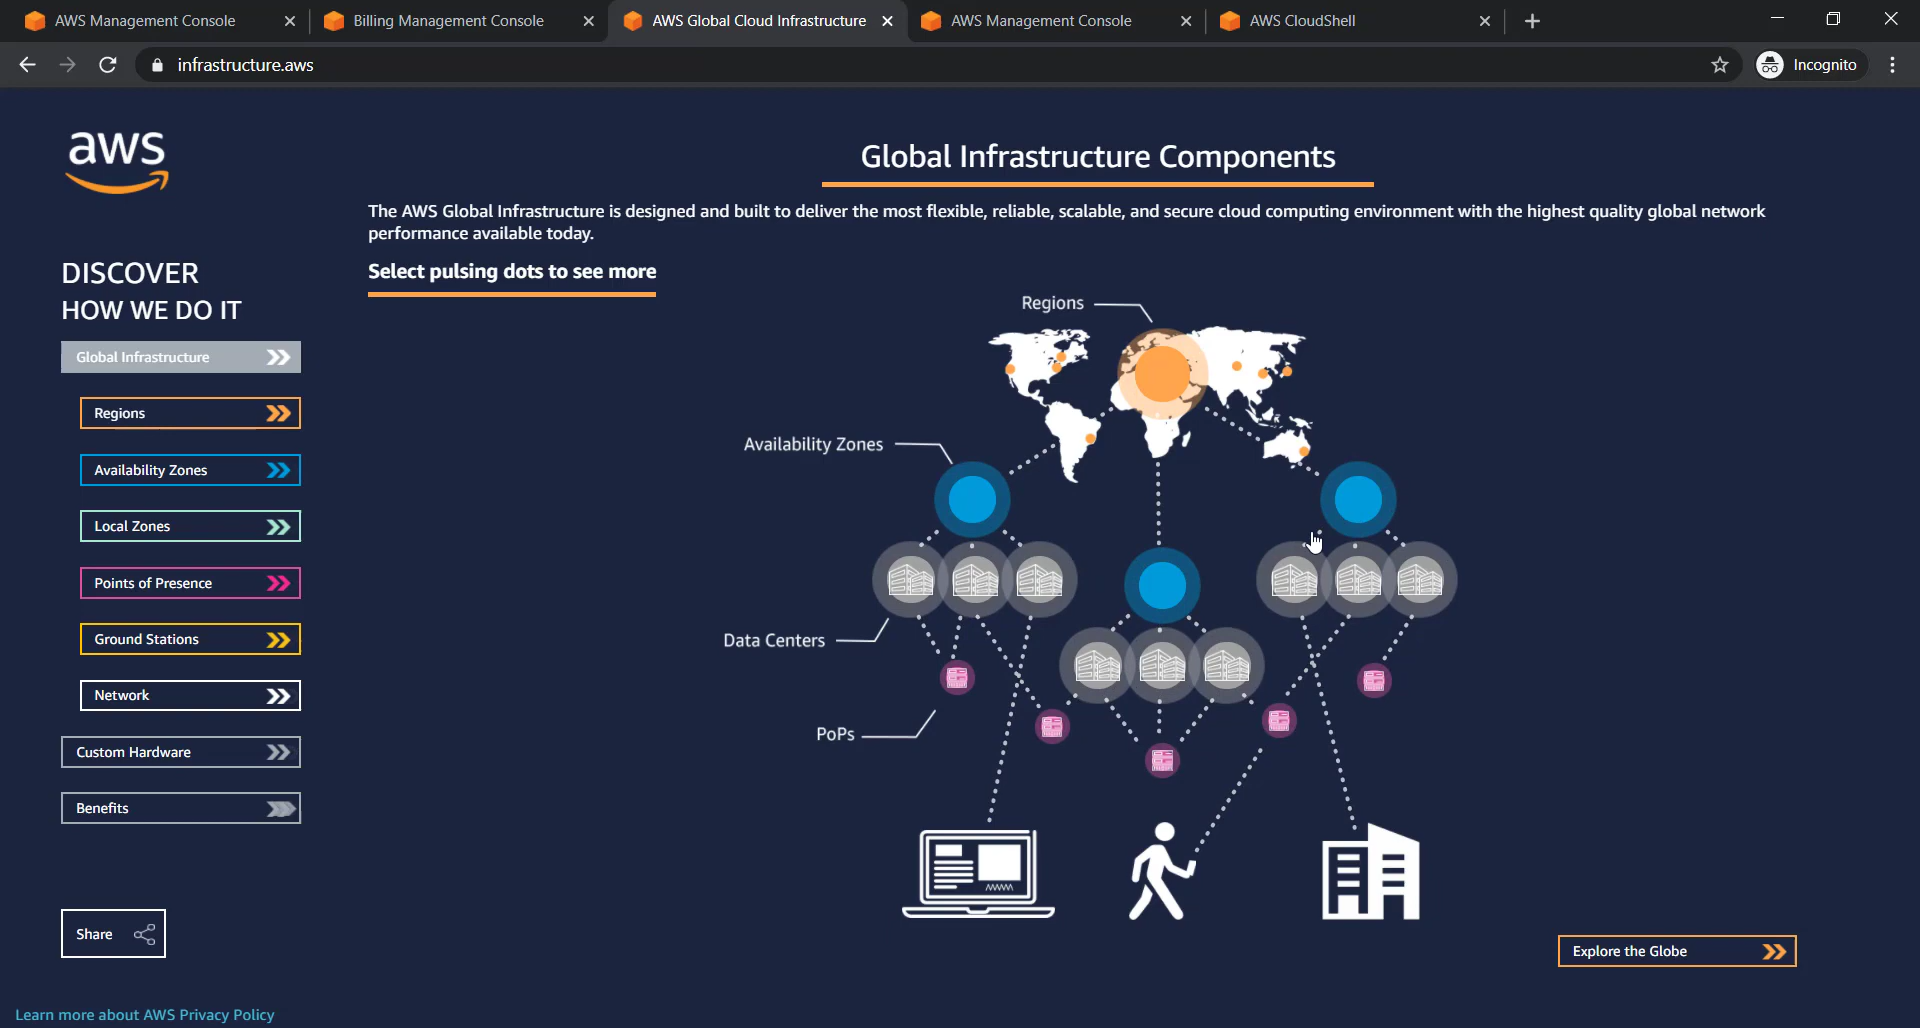 AWS Management Console
Billing Management Console
AWS Global Cloud Infrastructure
AWS Management Console
AWS CloudShell
infrastructure.aws
Incognito
aws
Global Infrastructure Components
The AWS Global Infrastructure is designed and built to deliver the most flexible, reliable, scalable, and secure cloud computing environment with the highest quality global network
performance available today.
Select pulsing dots to see more
DISCOVER
HOW WE DO IT
Global Infrastructure
Regions
Availability Zones
Local Zones
Points of Presence
Ground Stations
Network
Custom Hardware
Benefits
Share
Regions
Availability Zones
Data Centers
PoPs
Explore the Globe
Learn more about AWS Privacy Policy